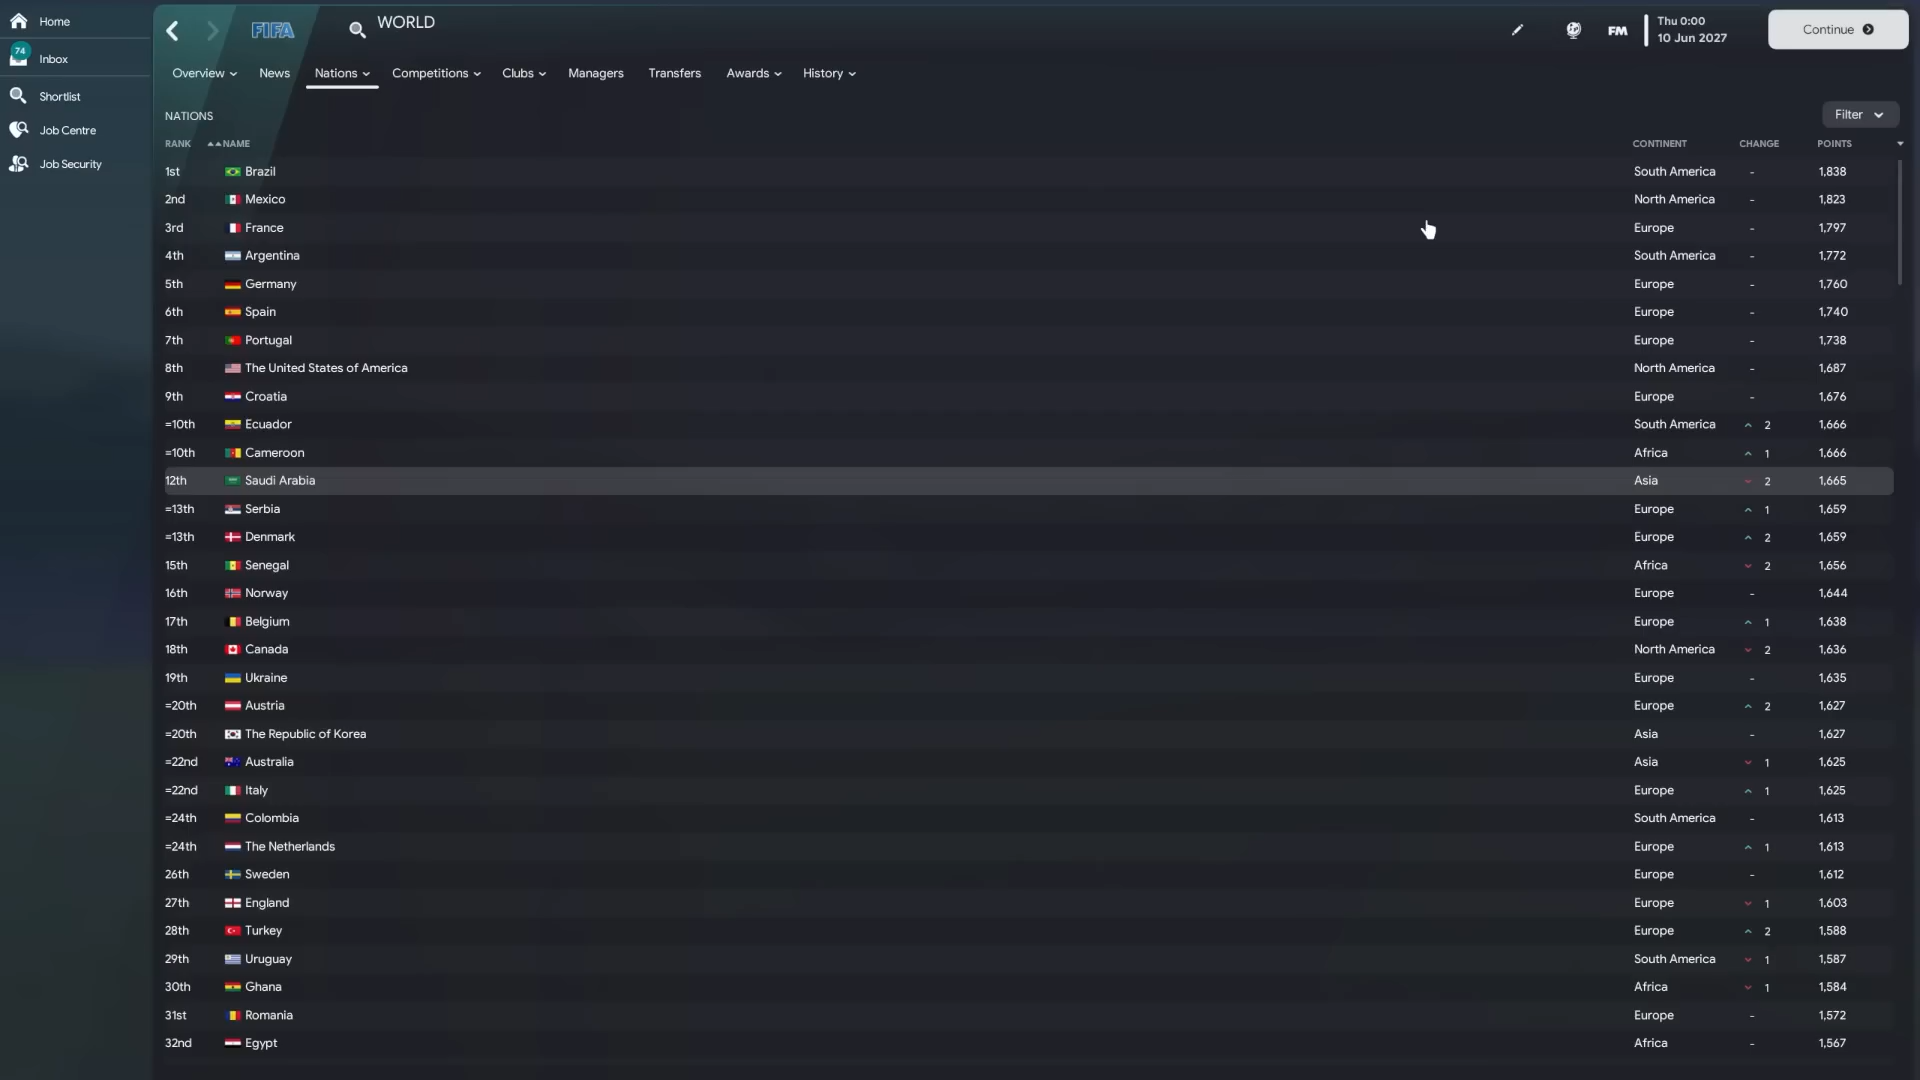 Home
74
Inbox
Shortlist
Job Centre
Job Security
FIFA
WORLD
FM
Thu 0:00
10 Jun 2027
Continue
Overview News Nations Competitions Clubs Managers Transfers Awards History
NATIONS
Filter
RANK NAME CONTINENT CHANGE POINTS
1st Brazil South America - 1,838
2nd Mexico North America - 1,823
3rd France Europe - 1,797
4th Argentina South America - 1,772
5th Germany Europe - 1,760
6th Spain Europe - 1,740
7th Portugal Europe - 1,738
8th The United States of America North America - 1,687
9th Croatia Europe - 1,676
=10th Ecuador South America 2 1,666
=10th Cameroon Africa 1 1,666
12th Saudi Arabia Asia 2 1,665
=13th Serbia Europe 1 1,659
=13th Denmark Europe 2 1,659
15th Senegal Africa 2 1,656
16th Norway Europe - 1,644
17th Belgium Europe 1 1,638
18th Canada North America 2 1,636
19th Ukraine Europe - 1,635
=20th Austria Europe 2 1,627
=20th The Republic of Korea Asia - 1,627
=22nd Australia Asia 1 1,625
=22nd Italy Europe 1 1,625
=24th Colombia South America - 1,613
=24th The Netherlands Europe 1 1,613
26th Sweden Europe - 1,612
27th England Europe 1 1,603
28th Turkey Europe 2 1,588
29th Uruguay South America 1 1,587
30th Ghana Africa 1 1,584
31st Romania Europe - 1,572
32nd Egypt Africa - 1,567